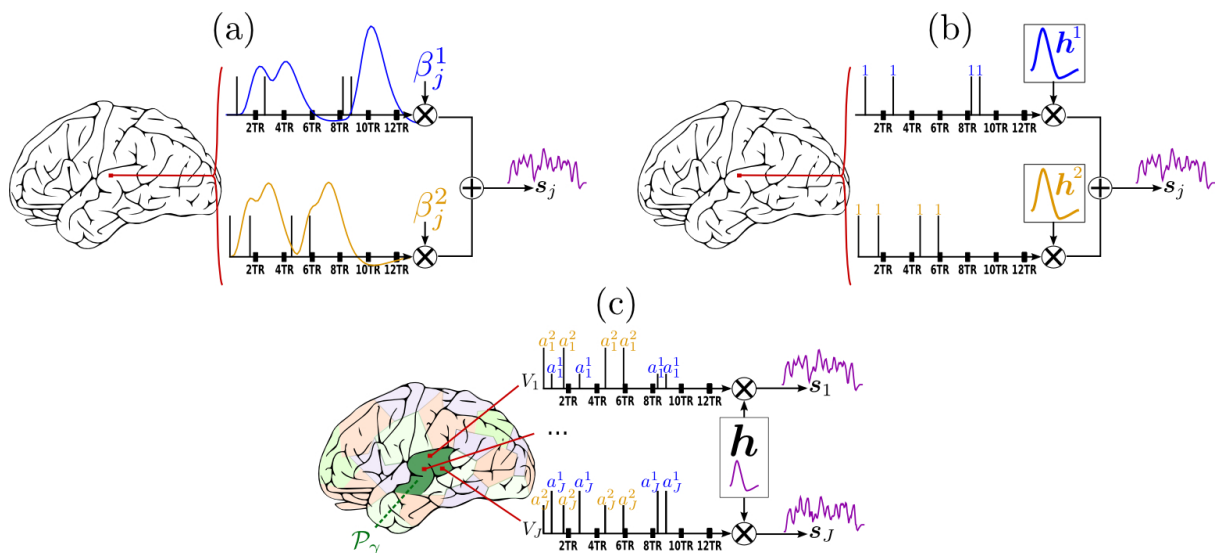 (a)
β_j^1
2TR 4TR 6TR 8TR 10TR 12TR
s_j
β_j^2
2TR 4TR 6TR 8TR 10TR 12TR
(b)
h^1
1 1 1 1
2TR 4TR 6TR 8TR 10TR 12TR
s_j
h^2
1 1 1 1
2TR 4TR 6TR 8TR 10TR 12TR
(c)
a_1^2 a_1^2 a_1^2 a_1^2
a_1^1 a_1^1 a_1^1 a_1^1
V_1
s_1
2TR 4TR 6TR 8TR 10TR 12TR
...
h
a_J^1 a_J^1 a_J^1 a_J^1
a_J^2 a_J^2 a_J^2 a_J^2
V_J
s_J
2TR 4TR 6TR 8TR 10TR 12TR
𝒫_γ